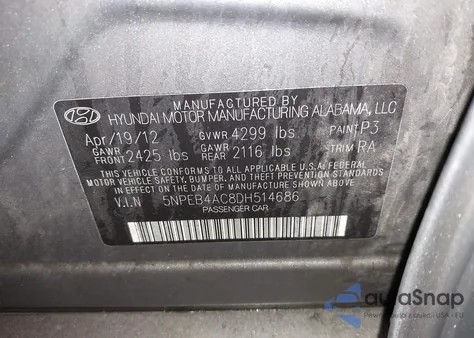 MANUFACTURED BY
HYUNDAI MOTOR MANUFACTURING ALABAMA, LLC
Apr/19/12 GVWR 4299 lbs PAINT P3
GAWR FRONT 2425 lbs GAWR REAR 2116 lbs TRIM RA
THIS VEHICLE CONFORMS TO ALL APPLICABLE U.S.A. FEDERAL
MOTOR VEHICLE SAFETY, BUMPER, AND THEFT PREVENTION STANDARDS
IN EFFECT ON THE DATE OF MANUFACTURE SHOWN ABOVE.
V.I.N 5NPEB4AC8DH514686
PASSENGER CAR
autoSnap